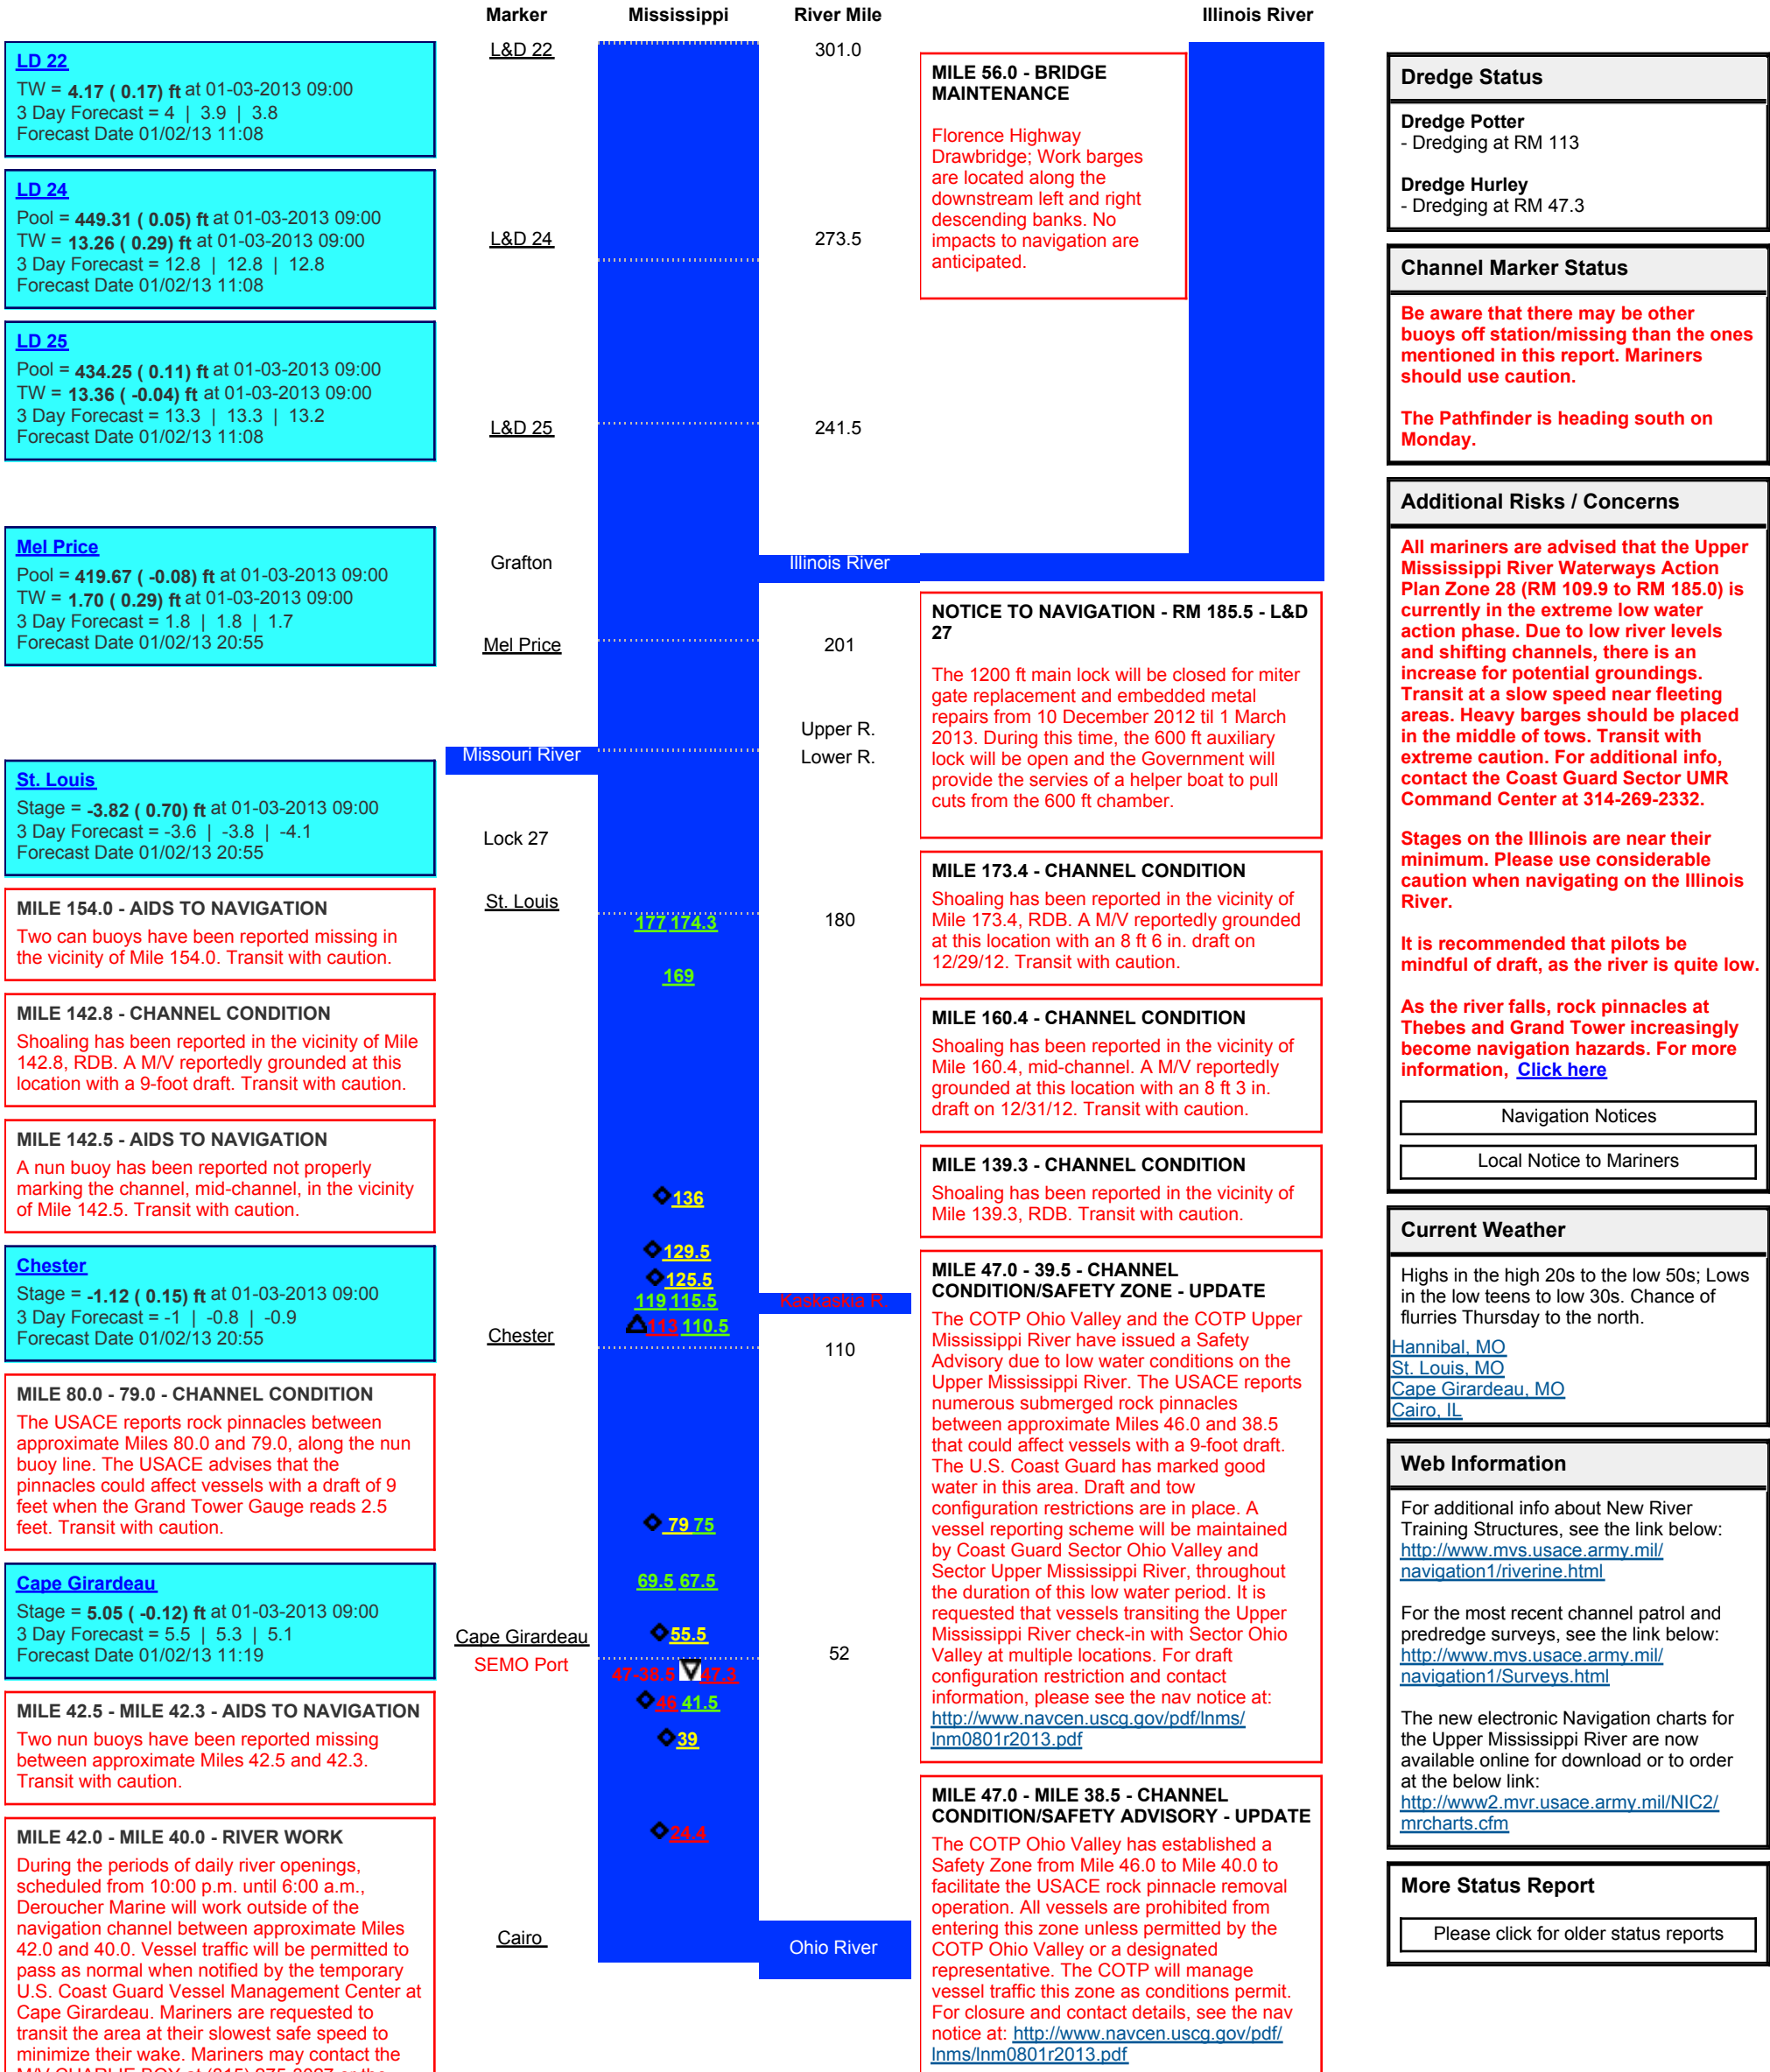 Marker Mississippi River Mile Illinois River
LD 22
TW = 4.17 ( 0.17) ft at 01-03-2013 09:00
3 Day Forecast = 4 | 3.9 | 3.8
Forecast Date 01/02/13 11:08
LD 24
Pool = 449.31 ( 0.05) ft at 01-03-2013 09:00
TW = 13.26 ( 0.29) ft at 01-03-2013 09:00
3 Day Forecast = 12.8 | 12.8 | 12.8
Forecast Date 01/02/13 11:08
LD 25
Pool = 434.25 ( 0.11) ft at 01-03-2013 09:00
TW = 13.36 ( -0.04) ft at 01-03-2013 09:00
3 Day Forecast = 13.3 | 13.3 | 13.2
Forecast Date 01/02/13 11:08
Mel Price
Pool = 419.67 ( -0.08) ft at 01-03-2013 09:00
TW = 1.70 ( 0.29) ft at 01-03-2013 09:00
3 Day Forecast = 1.8 | 1.8 | 1.7
Forecast Date 01/02/13 20:55
St. Louis
Stage = -3.82 ( 0.70) ft at 01-03-2013 09:00
3 Day Forecast = -3.6 | -3.8 | -4.1
Forecast Date 01/02/13 20:55
MILE 154.0 - AIDS TO NAVIGATION
Two can buoys have been reported missing in
the vicinity of Mile 154.0. Transit with caution.
MILE 142.8 - CHANNEL CONDITION
Shoaling has been reported in the vicinity of Mile
142.8, RDB. A M/V reportedly grounded at this
location with a 9-foot draft. Transit with caution.
MILE 142.5 - AIDS TO NAVIGATION
A nun buoy has been reported not properly
marking the channel, mid-channel, in the vicinity
of Mile 142.5. Transit with caution.
Chester
Stage = -1.12 ( 0.15) ft at 01-03-2013 09:00
3 Day Forecast = -1 | -0.8 | -0.9
Forecast Date 01/02/13 20:55
MILE 80.0 - 79.0 - CHANNEL CONDITION
The USACE reports rock pinnacles between
approximate Miles 80.0 and 79.0, along the nun
buoy line. The USACE advises that the
pinnacles could affect vessels with a draft of 9
feet when the Grand Tower Gauge reads 2.5
feet. Transit with caution.
Cape Girardeau
Stage = 5.05 ( -0.12) ft at 01-03-2013 09:00
3 Day Forecast = 5.5 | 5.3 | 5.1
Forecast Date 01/02/13 11:19
MILE 42.5 - MILE 42.3 - AIDS TO NAVIGATION
Two nun buoys have been reported missing
between approximate Miles 42.5 and 42.3.
Transit with caution.
MILE 42.0 - MILE 40.0 - RIVER WORK
During the periods of daily river openings,
scheduled from 10:00 p.m. until 6:00 a.m.,
Deroucher Marine will work outside of the
navigation channel between approximate Miles
42.0 and 40.0. Vessel traffic will be permitted to
pass as normal when notified by the temporary
U.S. Coast Guard Vessel Management Center at
Cape Girardeau. Mariners are requested to
transit the area at their slowest safe speed to
minimize their wake. Mariners may contact the
L&D 22 301.0
L&D 24 273.5
L&D 25 241.5
Grafton Illinois River
Mel Price 201
Upper R.
Missouri River Lower R.
Lock 27
St. Louis 180
177 174.3
169
136
129.5
125.5
119 115.5 Kaskaskia R.
113 110.5
Chester 110
79 75
69.5 67.5
55.5
Cape Girardeau 52
SEMO Port
47-38.5 47.3
46 41.5
39
24.4
Cairo Ohio River
MILE 56.0 - BRIDGE
MAINTENANCE
Florence Highway
Drawbridge; Work barges
are located along the
downstream left and right
descending banks. No
impacts to navigation are
anticipated.
NOTICE TO NAVIGATION - RM 185.5 - L&D
27
The 1200 ft main lock will be closed for miter
gate replacement and embedded metal
repairs from 10 December 2012 til 1 March
2013. During this time, the 600 ft auxiliary
lock will be open and the Government will
provide the servies of a helper boat to pull
cuts from the 600 ft chamber.
MILE 173.4 - CHANNEL CONDITION
Shoaling has been reported in the vicinity of
Mile 173.4, RDB. A M/V reportedly grounded
at this location with an 8 ft 6 in. draft on
12/29/12. Transit with caution.
MILE 160.4 - CHANNEL CONDITION
Shoaling has been reported in the vicinity of
Mile 160.4, mid-channel. A M/V reportedly
grounded at this location with an 8 ft 3 in.
draft on 12/31/12. Transit with caution.
MILE 139.3 - CHANNEL CONDITION
Shoaling has been reported in the vicinity of
Mile 139.3, RDB. Transit with caution.
MILE 47.0 - 39.5 - CHANNEL
CONDITION/SAFETY ZONE - UPDATE
The COTP Ohio Valley and the COTP Upper
Mississippi River have issued a Safety
Advisory due to low water conditions on the
Upper Mississippi River. The USACE reports
numerous submerged rock pinnacles
between approximate Miles 46.0 and 38.5
that could affect vessels with a 9-foot draft.
The U.S. Coast Guard has marked good
water in this area. Draft and tow
configuration restrictions are in place. A
vessel reporting scheme will be maintained
by Coast Guard Sector Ohio Valley and
Sector Upper Mississippi River, throughout
the duration of this low water period. It is
requested that vessels transiting the Upper
Mississippi River check-in with Sector Ohio
Valley at multiple locations. For draft
configuration restriction and contact
information, please see the nav notice at:
http://www.navcen.uscg.gov/pdf/lnms/
lnm0801r2013.pdf
MILE 47.0 - MILE 38.5 - CHANNEL
CONDITION/SAFETY ADVISORY - UPDATE
The COTP Ohio Valley has established a
Safety Zone from Mile 46.0 to Mile 40.0 to
facilitate the USACE rock pinnacle removal
operation. All vessels are prohibited from
entering this zone unless permitted by the
COTP Ohio Valley or a designated
representative. The COTP will manage
vessel traffic this zone as conditions permit.
For closure and contact details, see the nav
notice at: http://www.navcen.uscg.gov/pdf/
lnms/lnm0801r2013.pdf
Dredge Status
Dredge Potter
- Dredging at RM 113
Dredge Hurley
- Dredging at RM 47.3
Channel Marker Status
Be aware that there may be other
buoys off station/missing than the ones
mentioned in this report. Mariners
should use caution.
The Pathfinder is heading south on
Monday.
Additional Risks / Concerns
All mariners are advised that the Upper
Mississippi River Waterways Action
Plan Zone 28 (RM 109.9 to RM 185.0) is
currently in the extreme low water
action phase. Due to low river levels
and shifting channels, there is an
increase for potential groundings.
Transit at a slow speed near fleeting
areas. Heavy barges should be placed
in the middle of tows. Transit with
extreme caution. For additional info,
contact the Coast Guard Sector UMR
Command Center at 314-269-2332.
Stages on the Illinois are near their
minimum. Please use considerable
caution when navigating on the Illinois
River.
It is recommended that pilots be
mindful of draft, as the river is quite low.
As the river falls, rock pinnacles at
Thebes and Grand Tower increasingly
become navigation hazards. For more
information, Click here
Navigation Notices
Local Notice to Mariners
Current Weather
Highs in the high 20s to the low 50s; Lows
in the low teens to low 30s. Chance of
flurries Thursday to the north.
Hannibal, MO
St. Louis, MO
Cape Girardeau, MO
Cairo, IL
Web Information
For additional info about New River
Training Structures, see the link below:
http://www.mvs.usace.army.mil/
navigation1/riverine.html
For the most recent channel patrol and
predredge surveys, see the link below:
http://www.mvs.usace.army.mil/
navigation1/Surveys.html
The new electronic Navigation charts for
the Upper Mississippi River are now
available online for download or to order
at the below link:
http://www2.mvr.usace.army.mil/NIC2/
mrcharts.cfm
More Status Report
Please click for older status reports